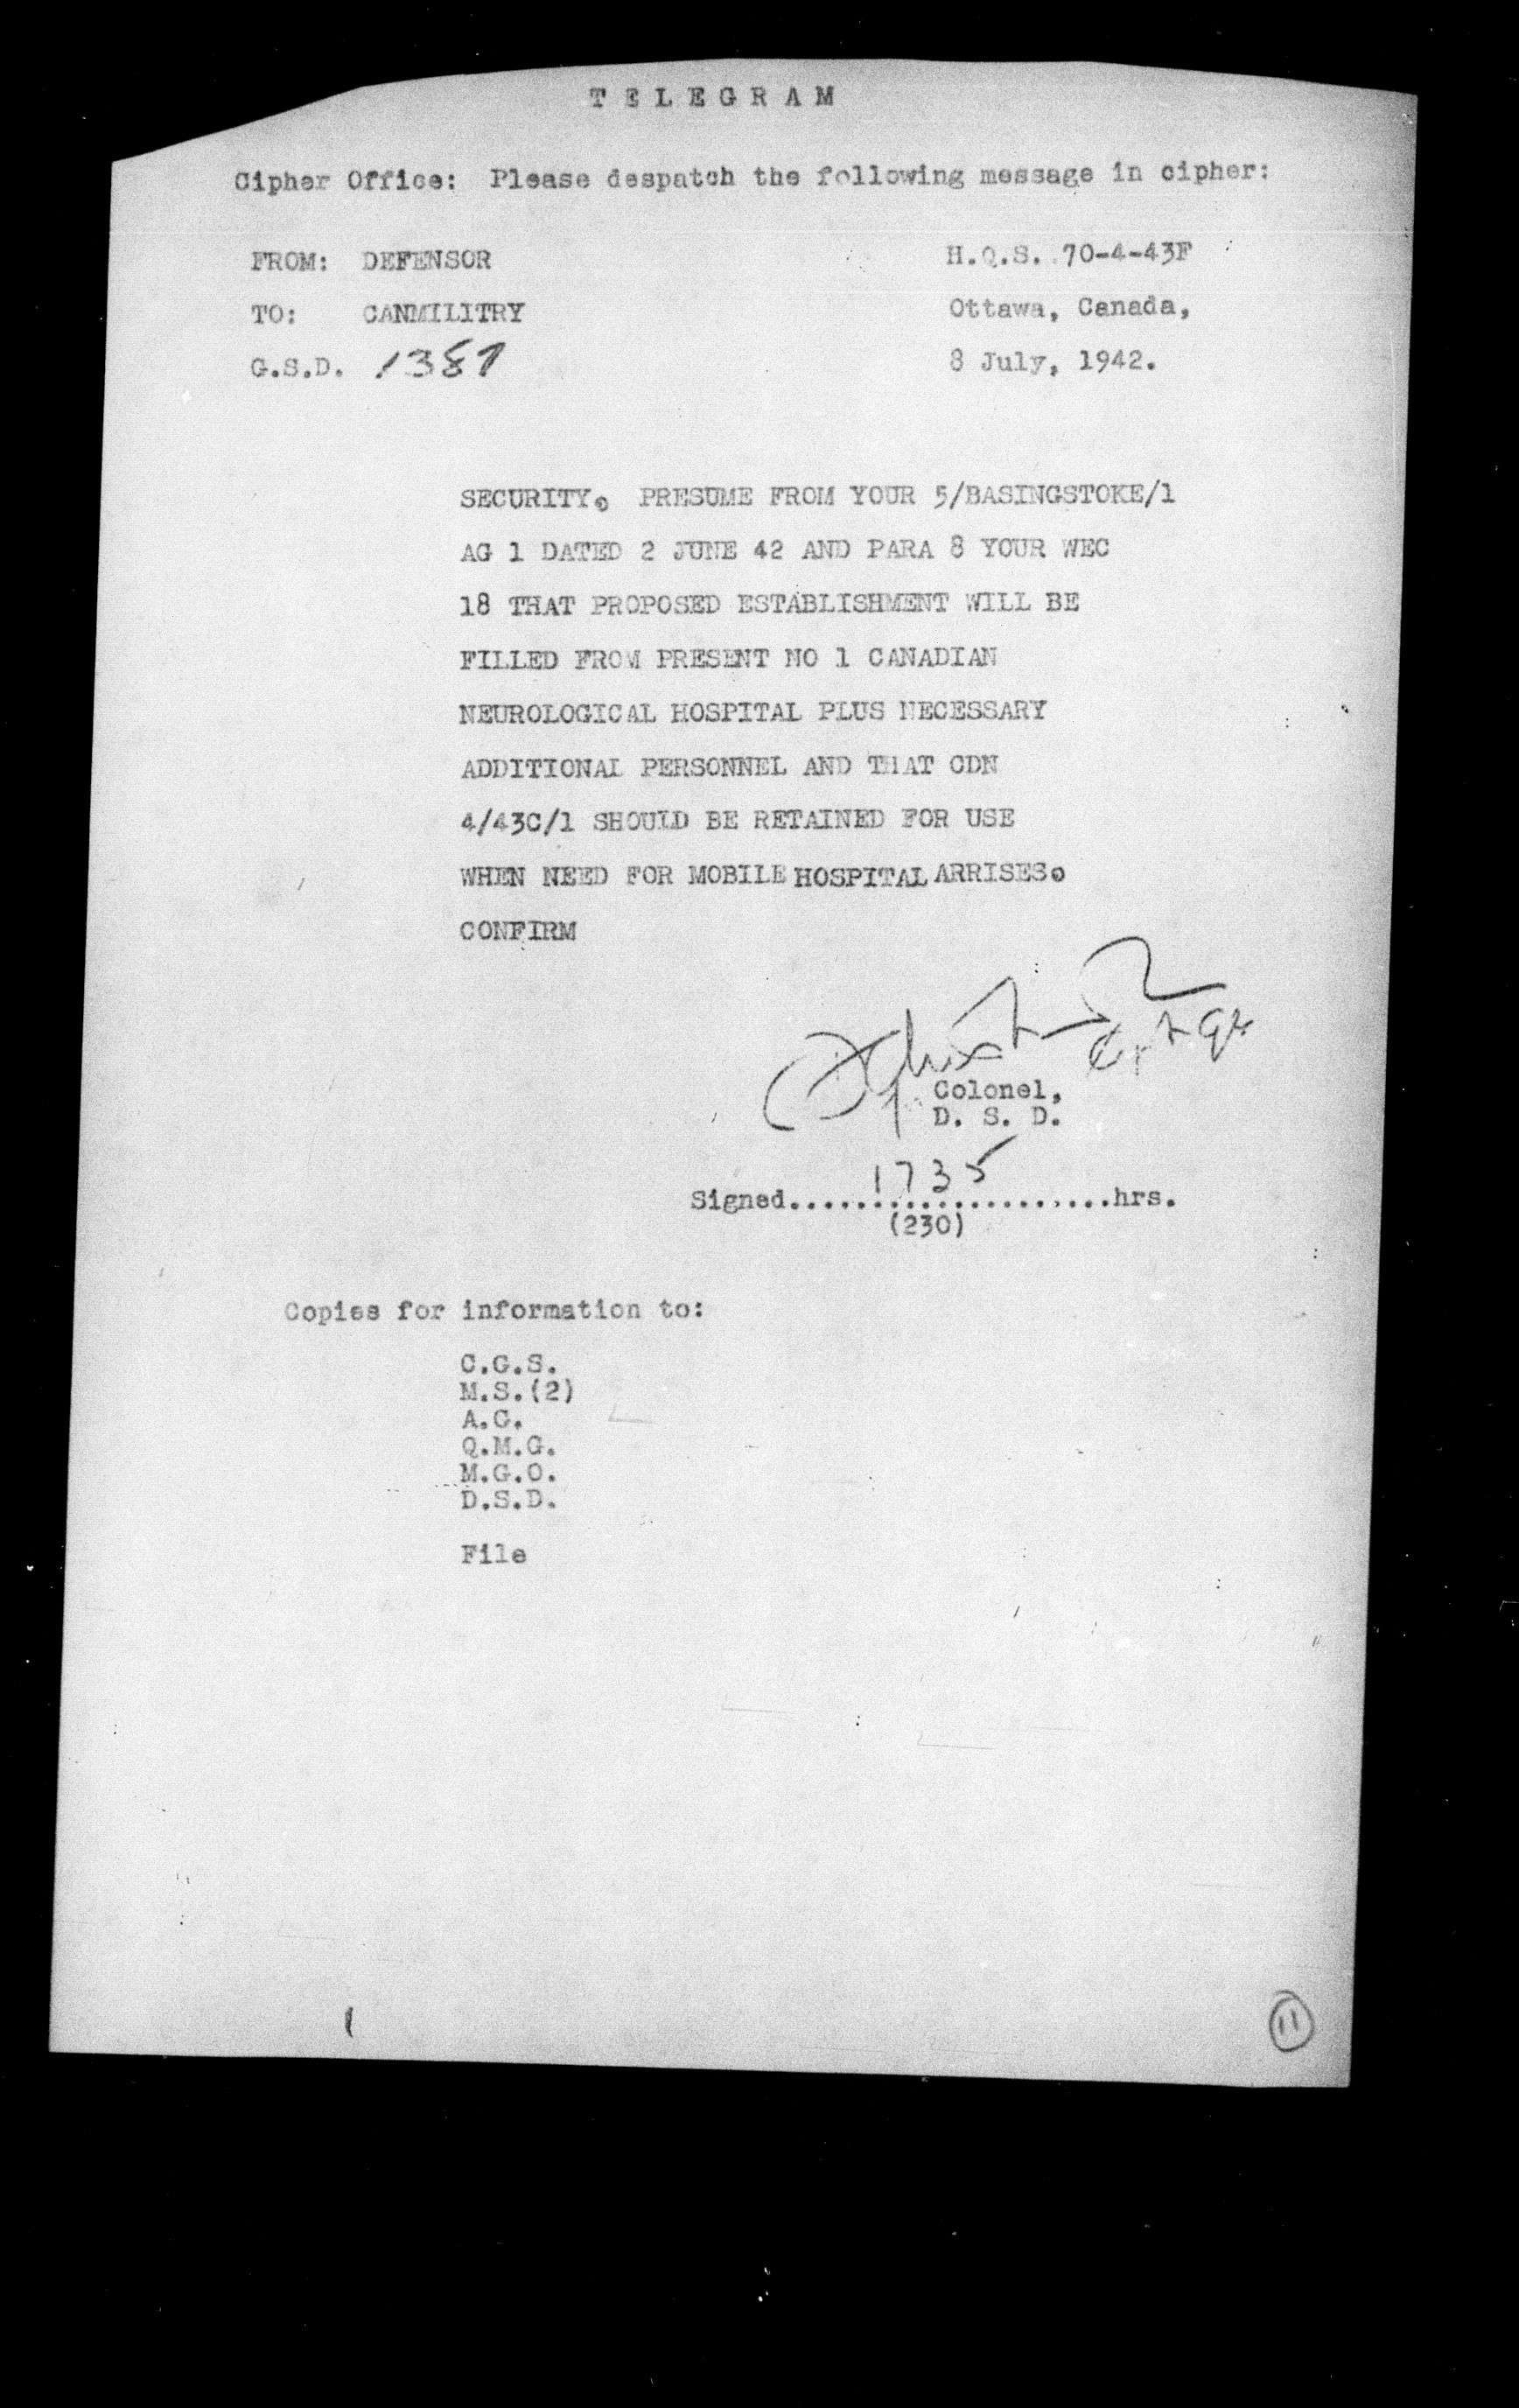 TELEGRAM
Cipher Office: Please despatch the following message in cipher:
FROM: DEFENSOR
H.Q.S. 70-4-43F
TO: CANMILITRY
Ottawa, Canada,
G.S.D. 1387
8 July, 1942.
SECURITY. PRESUME FROM YOUR 5/BASINGSTOKE/1
AG 1 DATED 2 JUNE 42 AND PARA 8 YOUR WEC
18 THAT PROPOSED ESTABLISHMENT WILL BE
FILLED FROM PRESENT NO 1 CANADIAN
NEUROLOGICAL HOSPITAL PLUS NECESSARY
ADDITIONAL PERSONNEL AND THAT CDN
4/43C/1 SHOULD BE RETAINED FOR USE
WHEN NEED FOR MOBILE HOSPITAL ARRISES.
CONFIRM
Colonel,
D. S. D.
1735
Signed......................hrs.
(230)
Copies for information to:
C.G.S.
M.S.(2)
A.G.
Q.M.G.
M.G.O.
D.S.D.
File
11